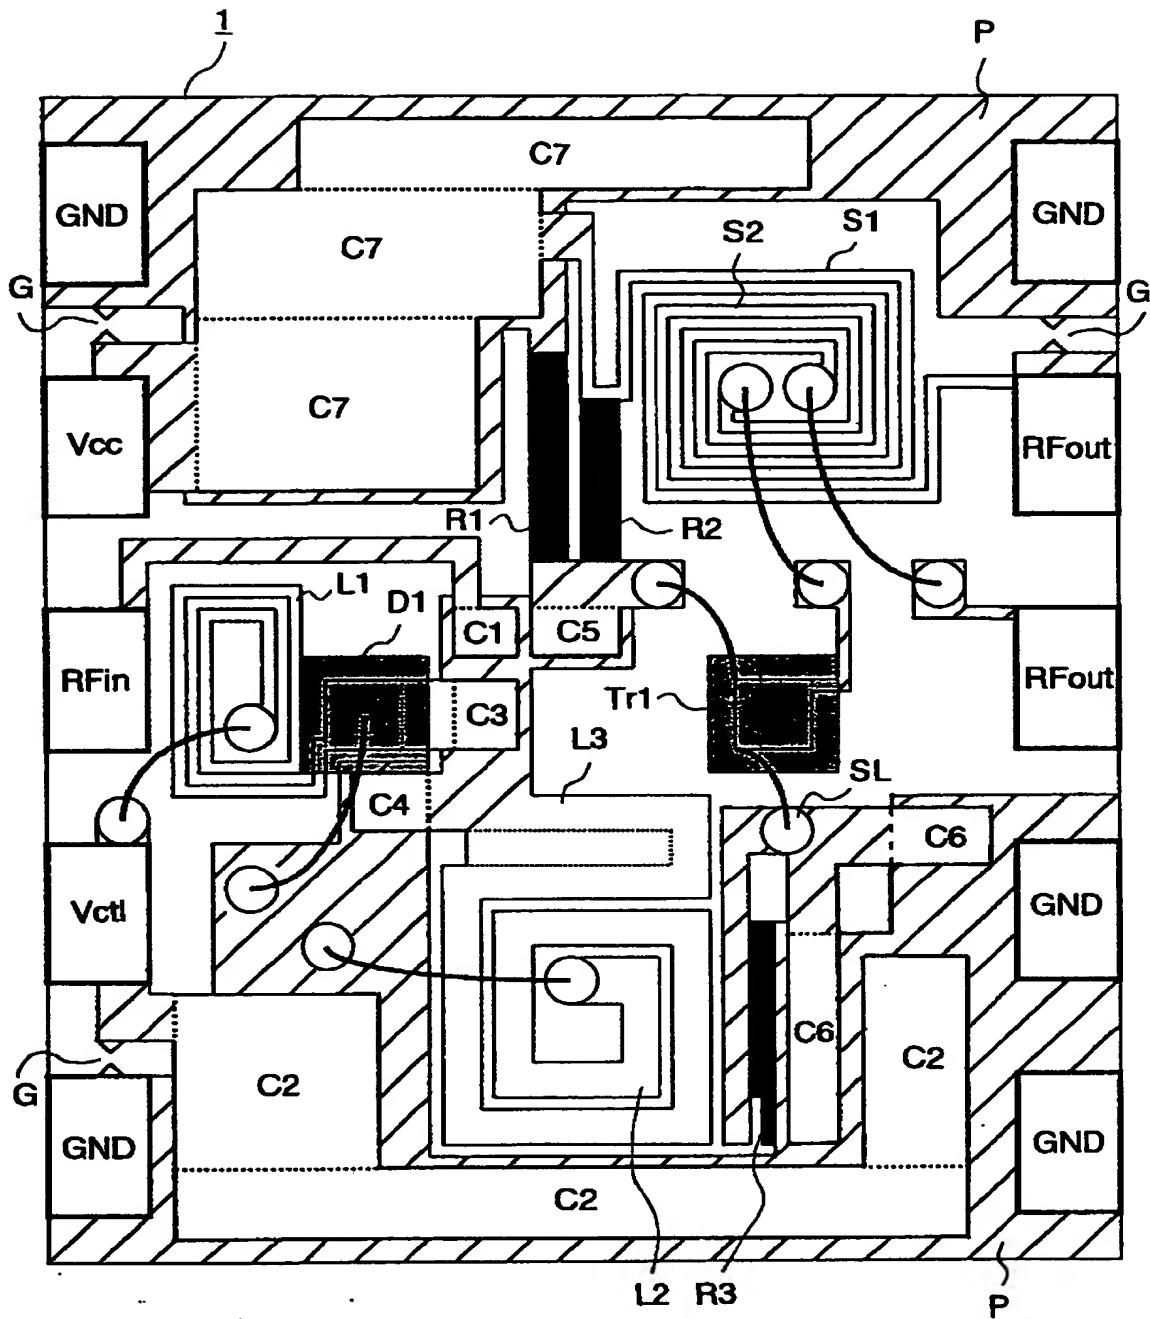 1
P
C7
GND
GND
C7
S2
S1
G
G
C7
Vcc
RFout
R1
R2
L1
D1
C1
C5
RFin
C3
Tr1
RFout
L3
SL
C4
C6
Vctl
GND
C6
C2
C2
G
GND
GND
C2
L2
R3
P